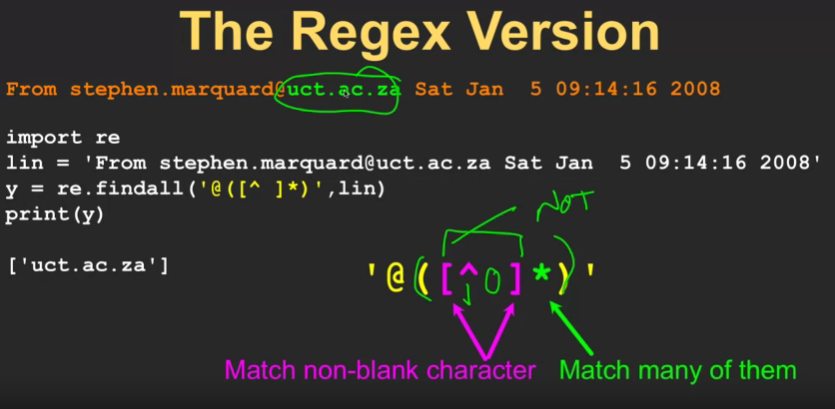 The Regex Version
From stephen.marquard@uct.ac.za Sat Jan  5 09:14:16 2008
import re
lin = 'From stephen.marquard@uct.ac.za Sat Jan  5 09:14:16 2008'
y = re.findall('@([^ ]*)',lin)
print(y)
NOT
['uct.ac.za']
'@([^ ]*)'
Match non-blank character
Match many of them